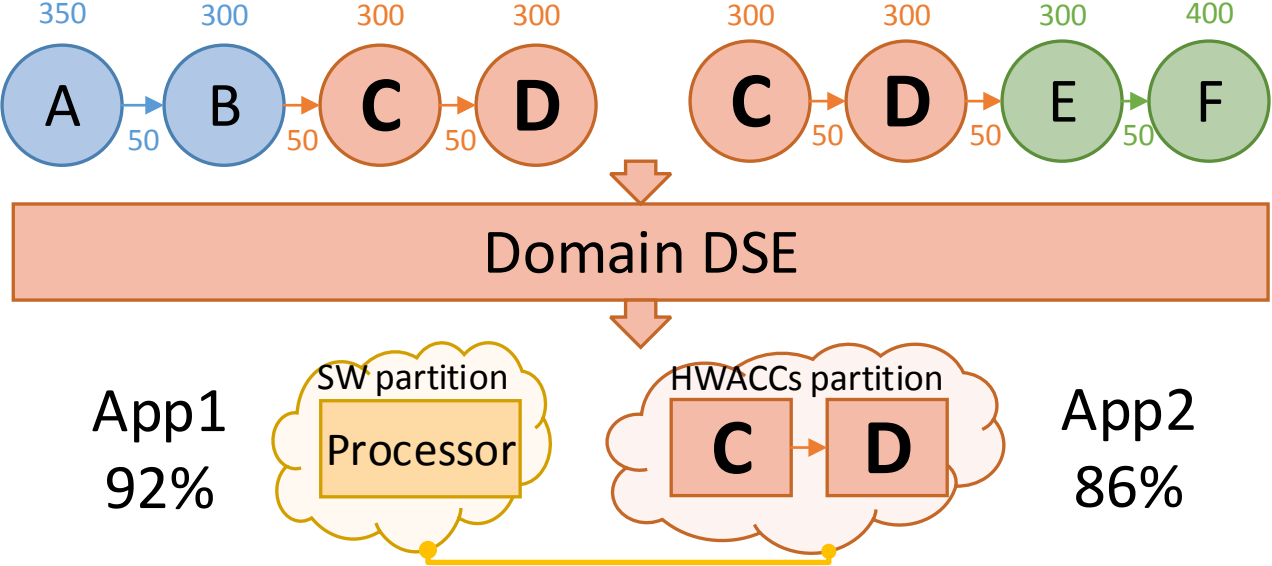 350 300 300 300 300 300 300 400
A B C D C D E F
50 50 50 50 50 50
Domain DSE
SW partition
Processor
HWACCs partition
C D
App1
92%
App2
86%